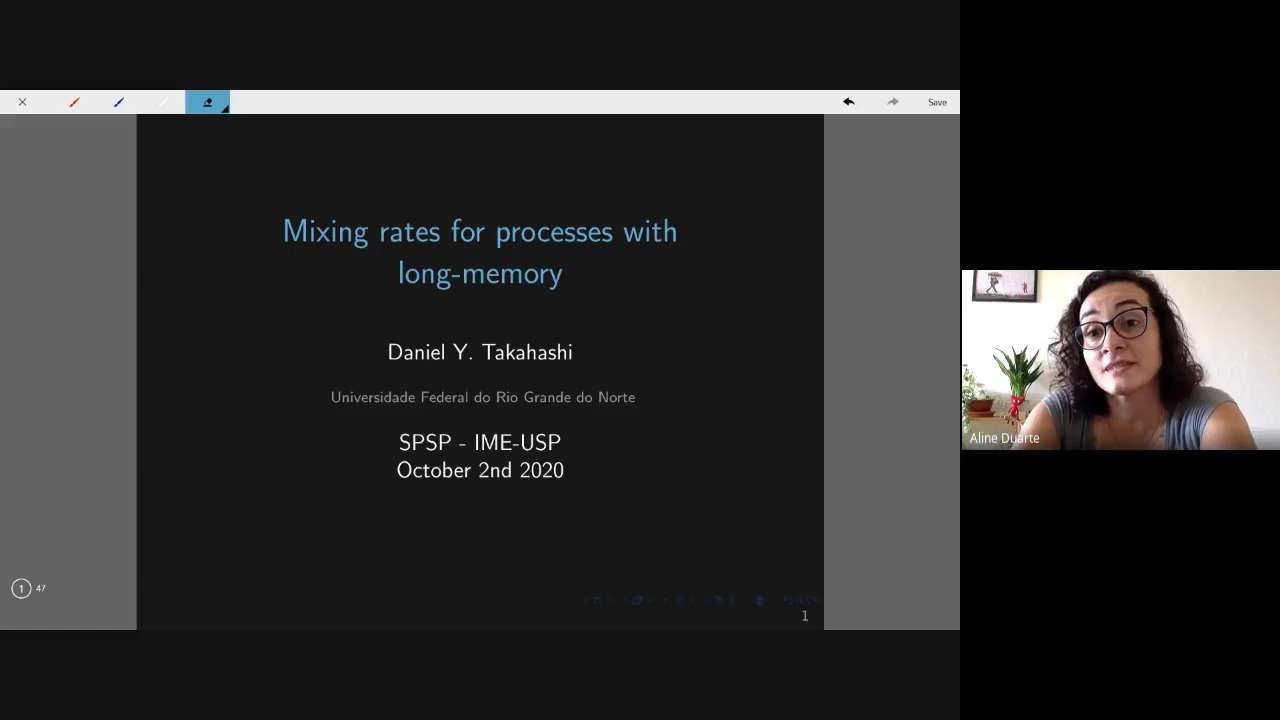 Save
Mixing rates for processes with
long-memory
Daniel Y. Takahashi
Universidade Federal do Rio Grande do Norte
SPSP - IME-USP
October 2nd 2020
1 47
1
Aline Duarte